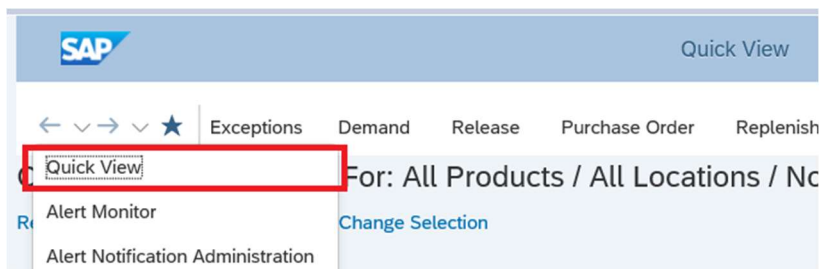 SAP
Quick View
Exceptions Demand Release Purchase Order Replenish
Quick View
For: All Products / All Locations / No
Alert Monitor
Re Change Selection
Alert Notification Administration